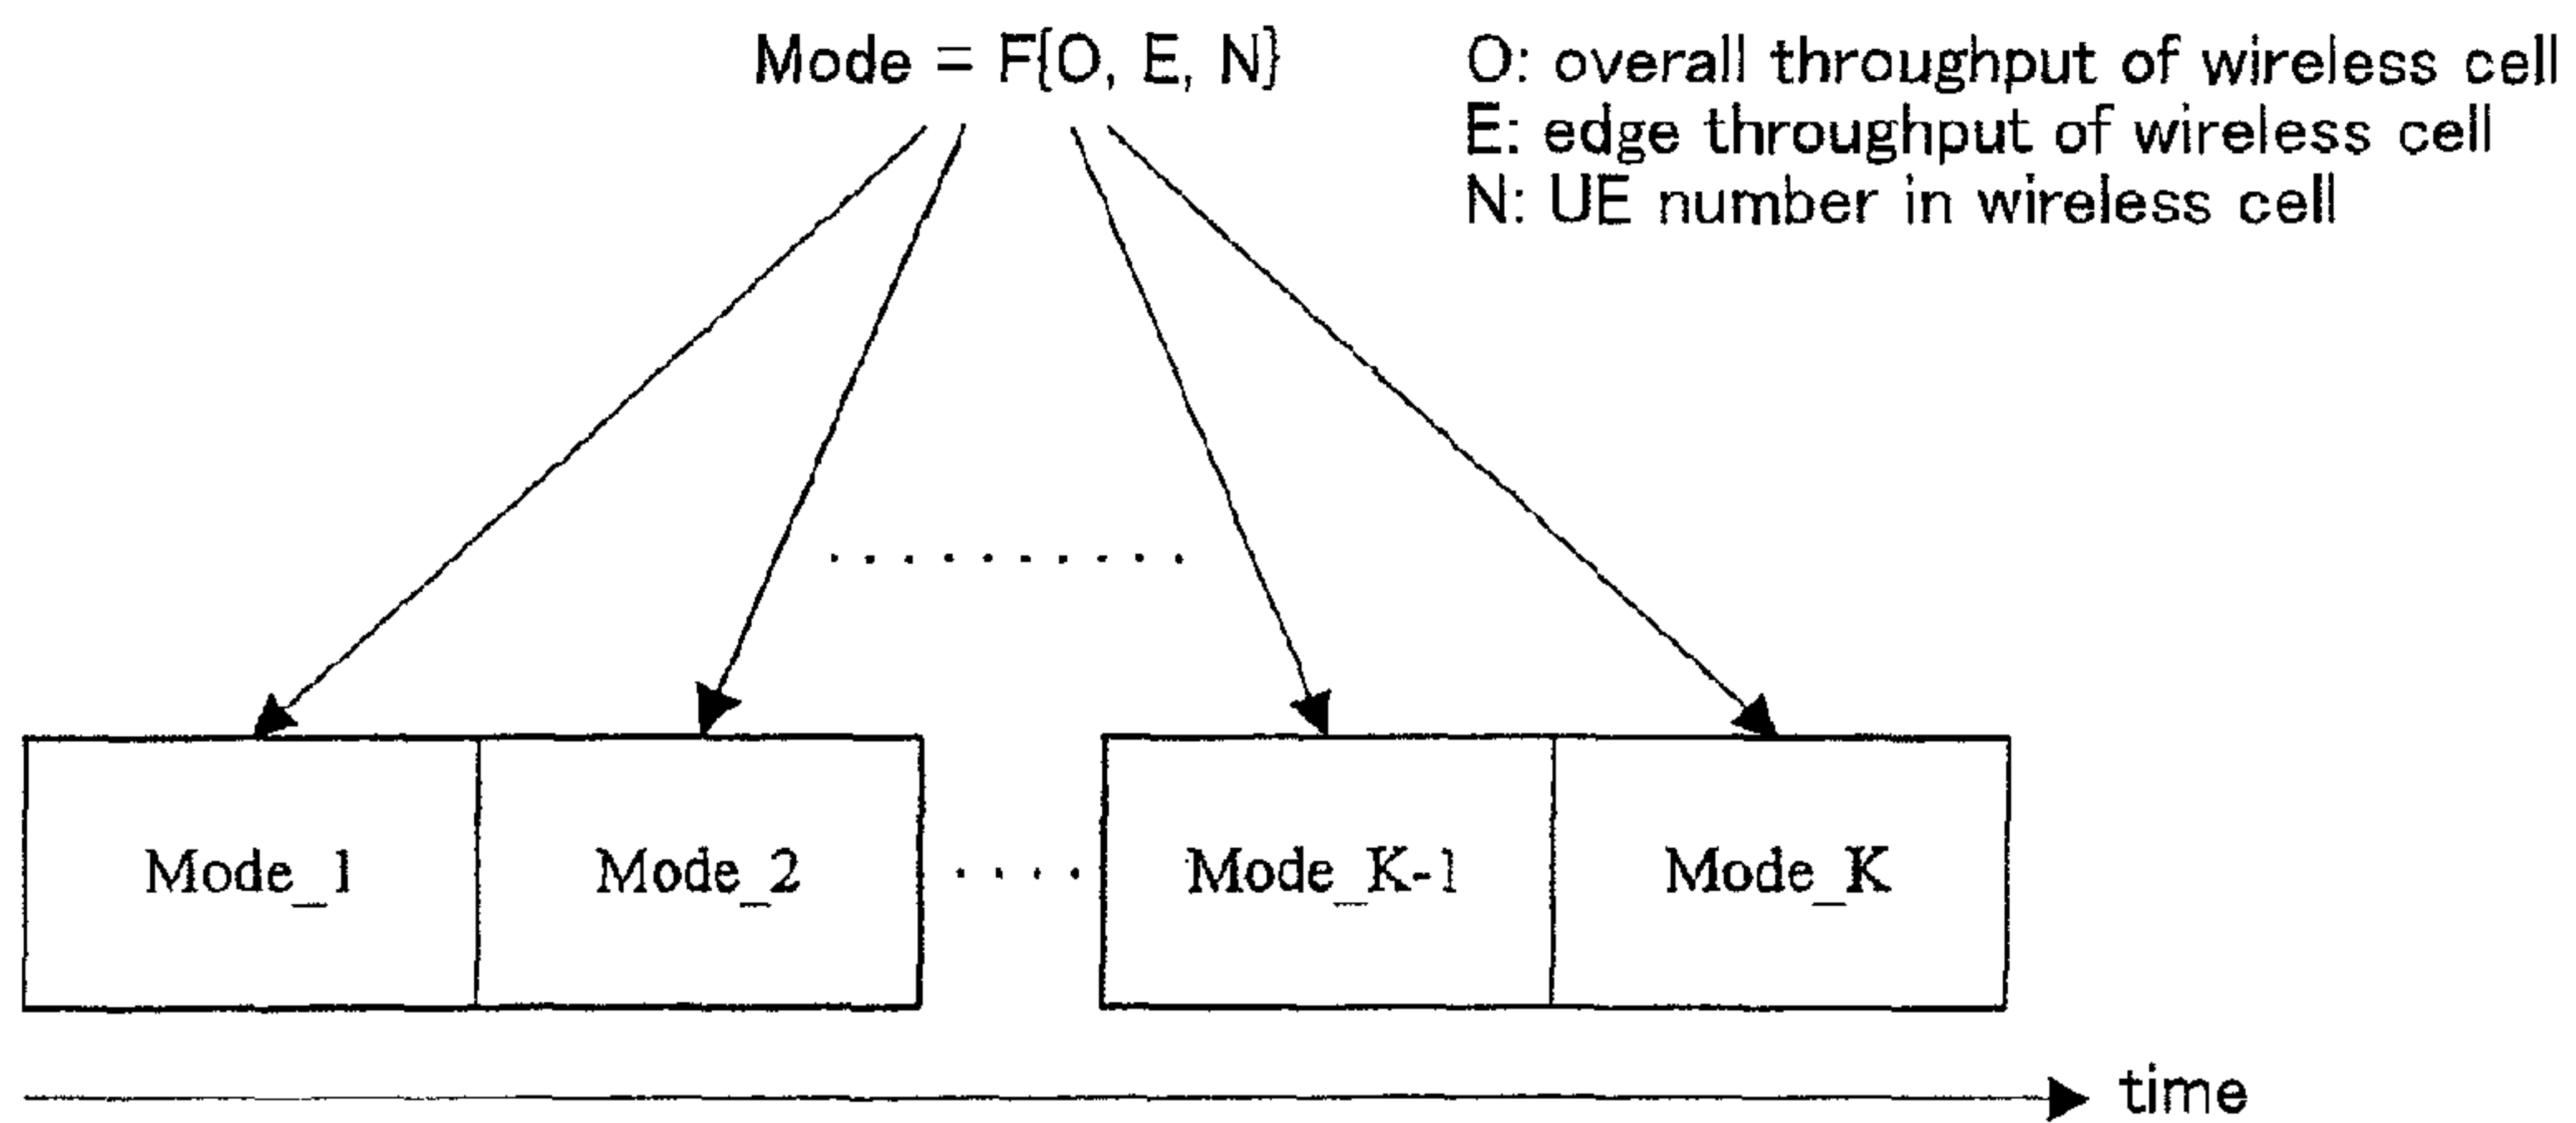 Mode = F{O, E, N}
O: overall throughput of wireless cell
E: edge throughput of wireless cell
N: UE number in wireless cell
Mode_1
Mode_2
Mode_K-1
Mode_K
time